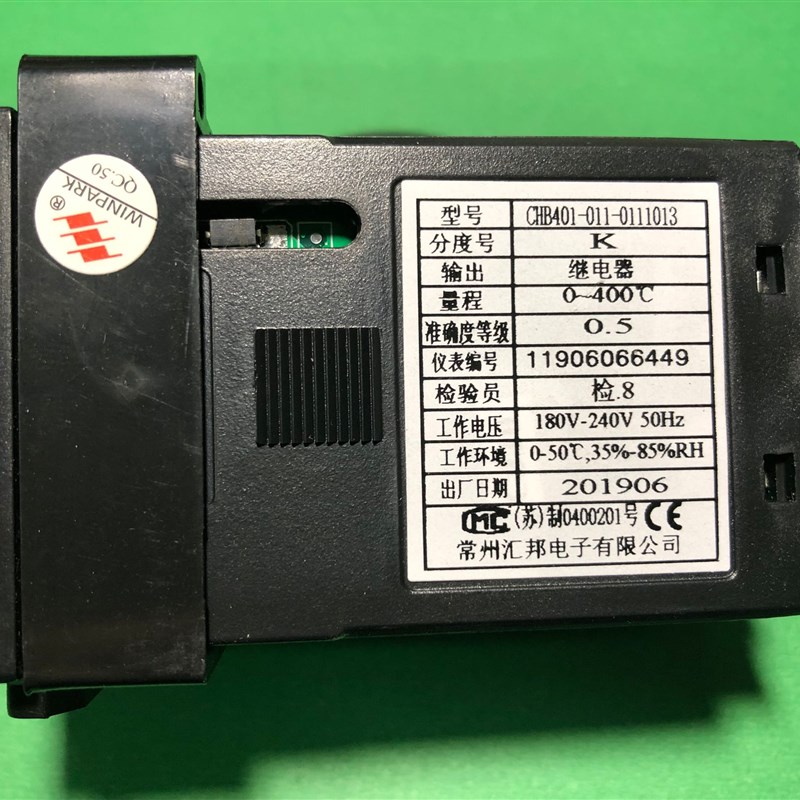 WINPARK
QC.50
®
型号 CHB401-011-0111013
分度号 K
输出 继电器
量程 0~400℃
准确度等级 0.5
仪表编号 11906066449
检验员 检.8
工作电压 180V-240V 50Hz
工作环境 0-50℃,35%-85%RH
出厂日期 201906
MC (苏)制0400201号 CE
常州汇邦电子有限公司